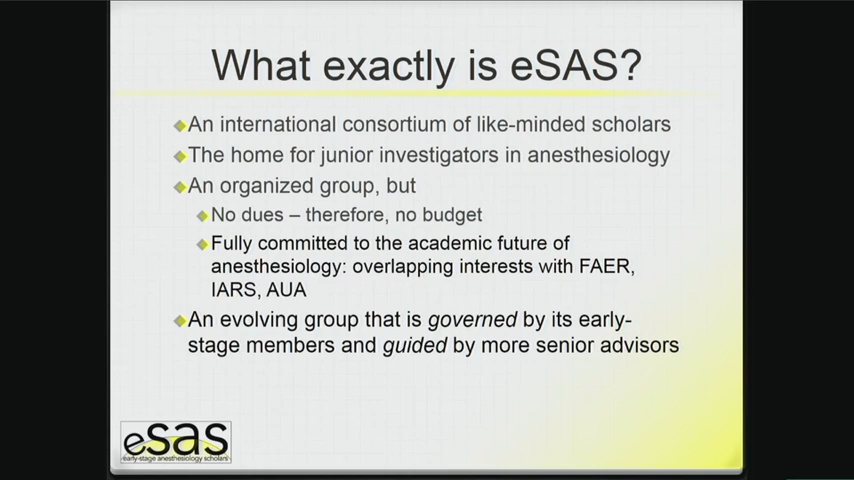 What exactly is eSAS?
An international consortium of like-minded scholars
The home for junior investigators in anesthesiology
An organized group, but
No dues – therefore, no budget
Fully committed to the academic future of
anesthesiology: overlapping interests with FAER,
IARS, AUA
An evolving group that is governed by its early-
stage members and guided by more senior advisors
esas
early-stage anesthesiology scholars